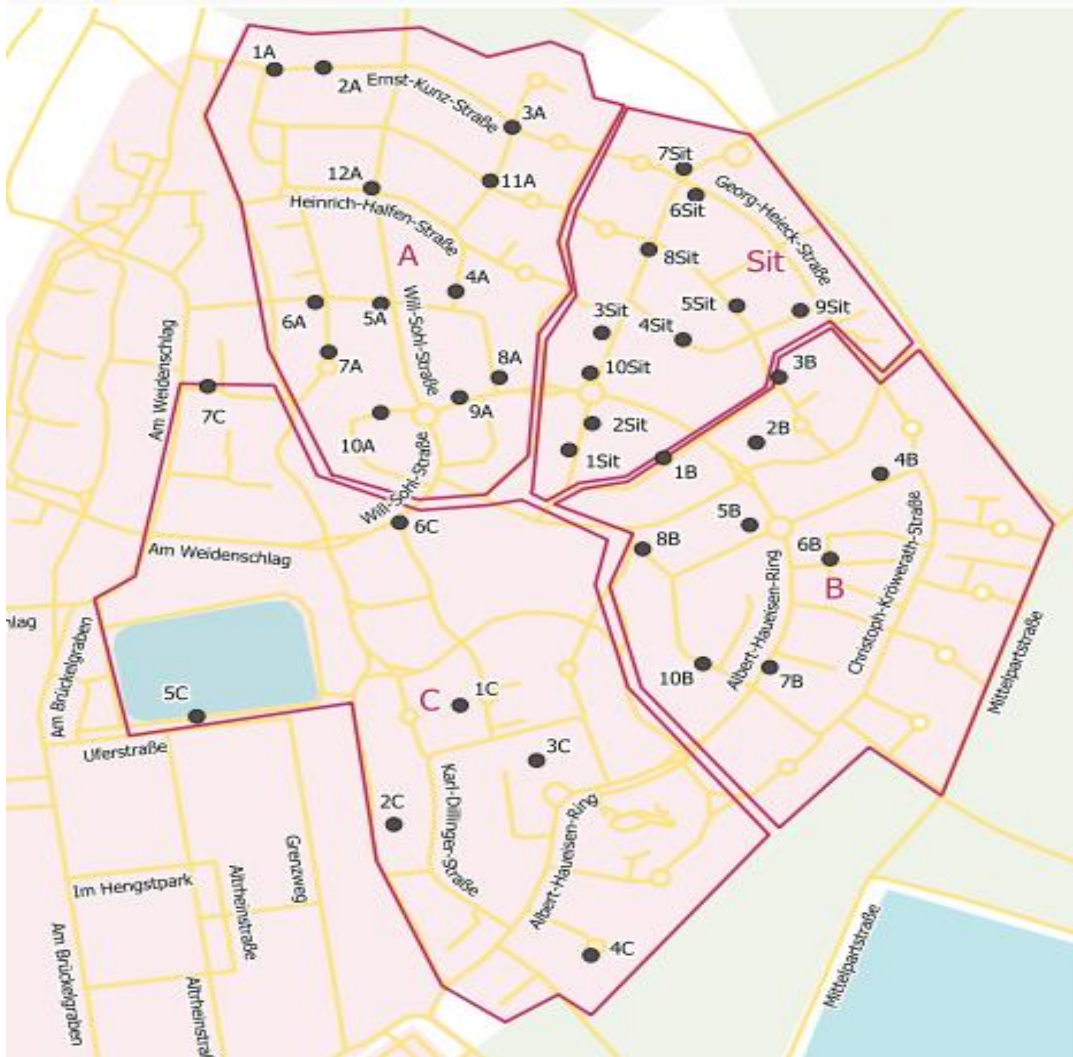 1A
2A
Ernst-Kunz-Straße
3A
7Sit
12A
11A
Georg-Heieck-Straße
6Sit
Heinrich-Halfen-Straße
A
8Sit
Sit
4A
6A
5A
Will-Sohl-Straße
3Sit
4Sit
5Sit
9Sit
Am Weidenschlag
7A
8A
10Sit
3B
7C
10A
9A
2Sit
2B
1Sit
1B
4B
Will-Sohl-Straße
6C
5B
Am Weidenschlag
8B
6B
B
Christoph-Kröwerath-Straße
Albert-Haueisen-Ring
hlag
Am Brückelgraben
10B
7B
Mittelpartstraße
5C
C
1C
Uferstraße
3C
Karl-Dillinger-Straße
2C
Albert-Haueisen-Ring
Grenzweg
Im Hengstpark
Altrheinstraße
4C
Am Brückelgraben
Altrheinstraß
Mittelpartstraße